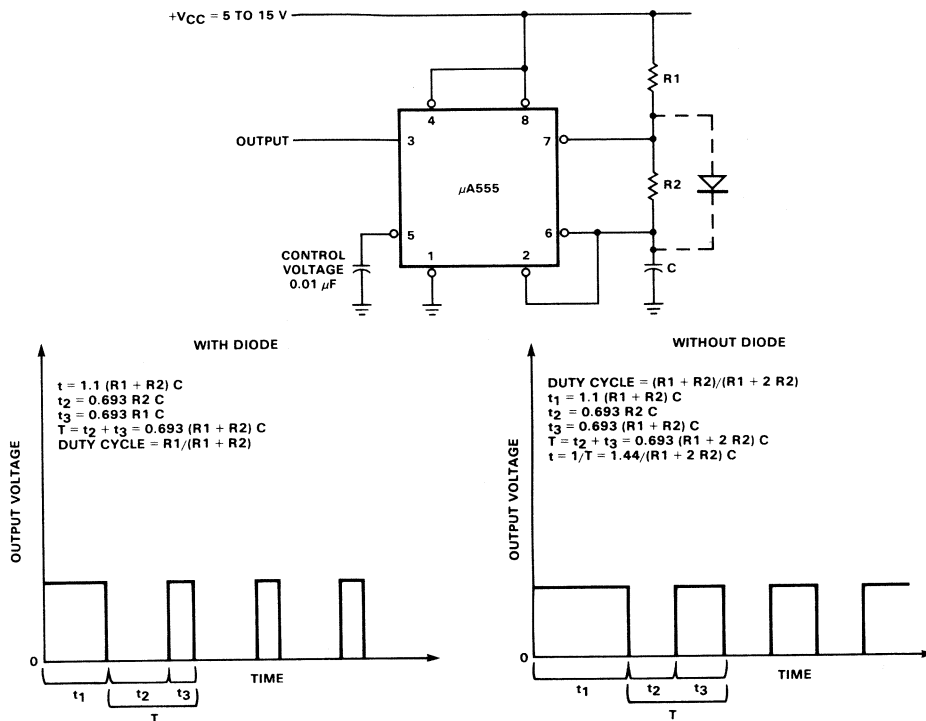 +VCC = 5 TO 15 V
R1
4
8
OUTPUT
3
7
µA555
R2
5
6
CONTROL
VOLTAGE
0.01 µF
1
2
C
WITH DIODE
t = 1.1 (R1 + R2) C
t2 = 0.693 R2 C
t3 = 0.693 R1 C
T = t2 + t3 = 0.693 (R1 + R2) C
DUTY CYCLE = R1/(R1 + R2)
OUTPUT VOLTAGE
0
TIME
t1
t2
t3
T
WITHOUT DIODE
DUTY CYCLE = (R1 + R2)/(R1 + 2 R2)
t1 = 1.1 (R1 + R2) C
t2 = 0.693 R2 C
t3 = 0.693 (R1 + R2) C
T = t2 + t3 = 0.693 (R1 + 2 R2) C
t = 1/T = 1.44/(R1 + 2 R2) C
OUTPUT VOLTAGE
0
TIME
t1
t2
t3
T